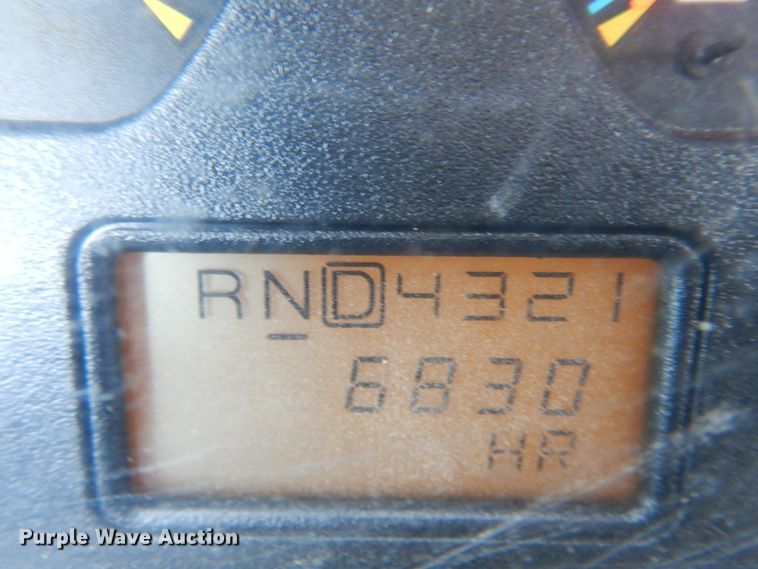 RND4321
6830
HR
Purple Wave Auction